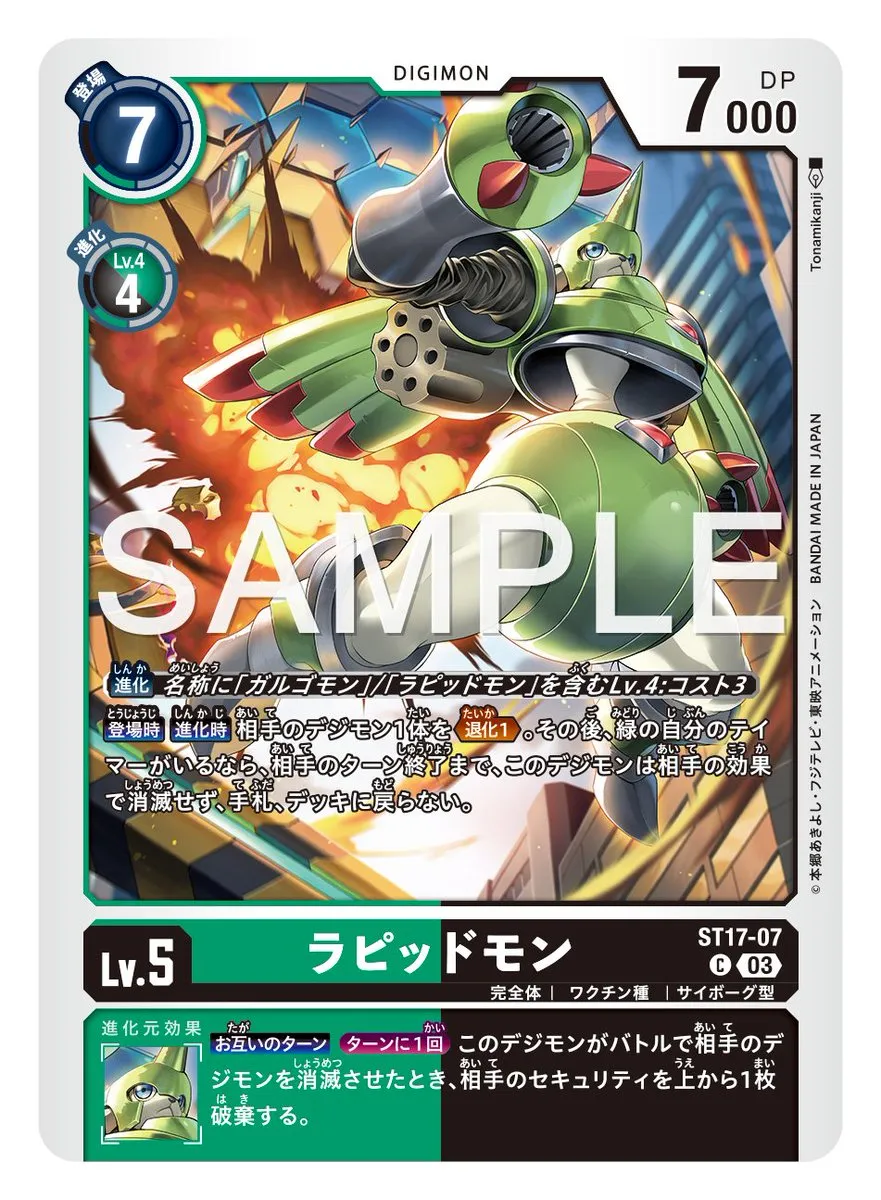 DIGIMON
登場
7
7000
DP
進化
Lv.4
4
Tonamikanji
BANDAI MADE IN JAPAN
©本郷あきよし・フジテレビ・東映アニメーション
SAMPLE
進化 名称に「ガルゴモン」/「ラピッドモン」を含むLv.4:コスト3
登場時 進化時 相手のデジモン1体を 退化1 。その後、緑の自分のテイ
マーがいるなら、相手のターン終了まで、このデジモンは相手の効果
で消滅せず、手札、デッキに戻らない。
Lv.5
ラピッドモン
ST17-07
C 03
完全体 | ワクチン種 | サイボーグ型
進化元効果
お互いのターン ターンに1回 このデジモンがバトルで相手のデ
ジモンを消滅させたとき、相手のセキュリティを上から1枚
破棄する。